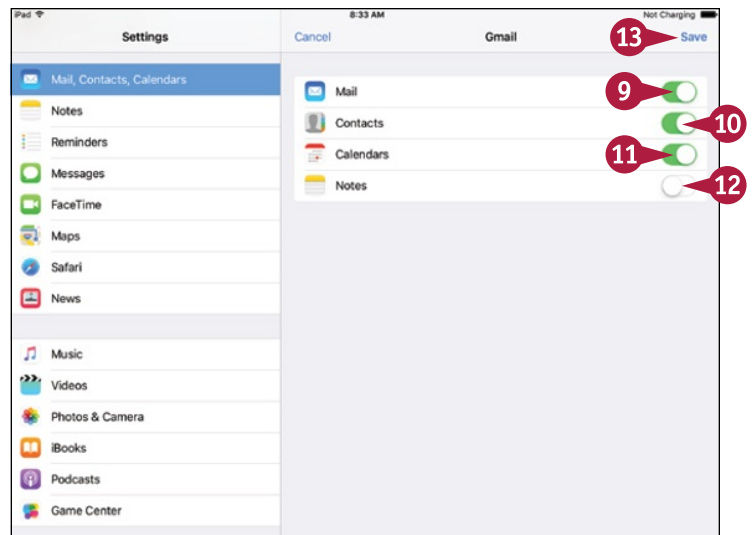 iPad 8:33 AM Not Charging
Settings Cancel Gmail 13 Save
Mail, Contacts, Calendars
Notes
Reminders
Messages
FaceTime
Maps
Safari
News
Music
Videos
Photos & Camera
iBooks
Podcasts
Game Center
Mail 9
Contacts 10
Calendars 11
Notes 12